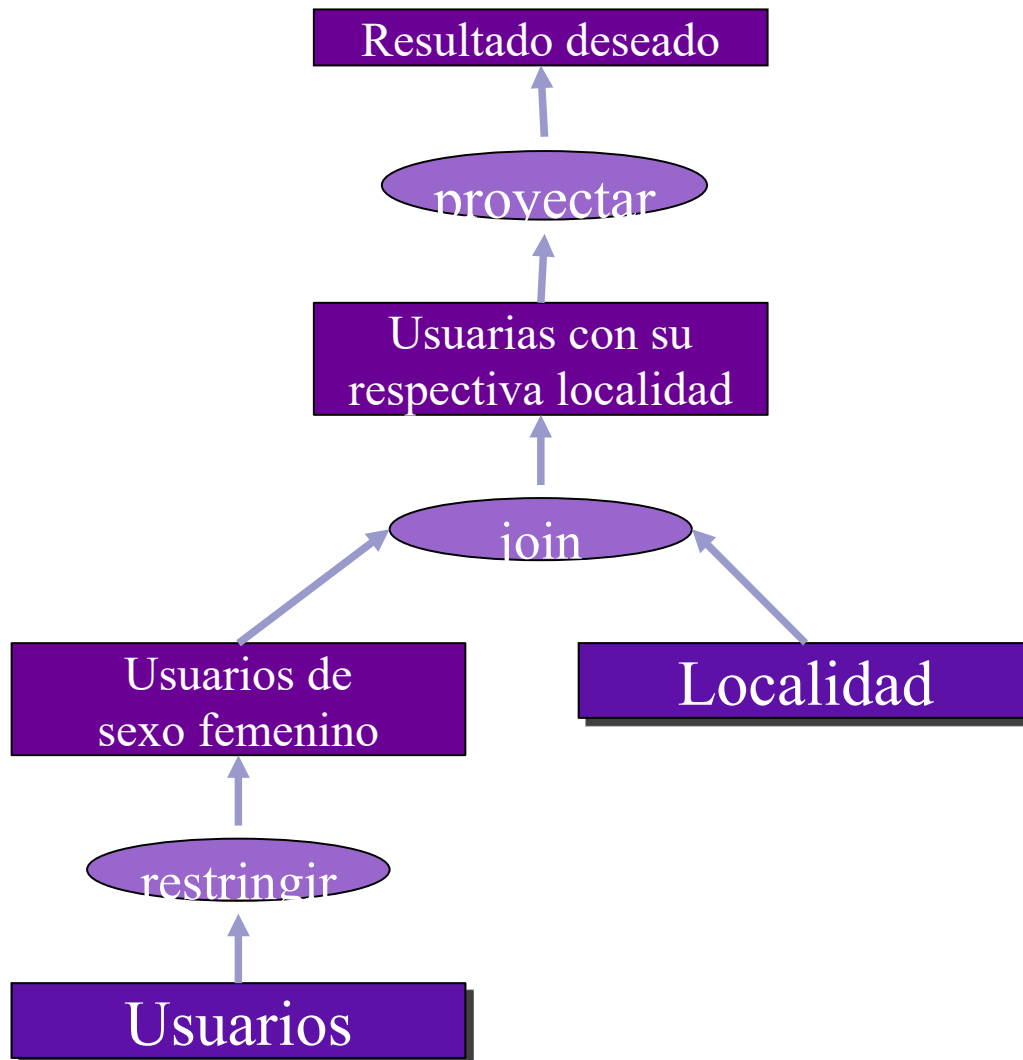 Resultado deseado
proyectar
Usuarias con su
respectiva localidad
join
Usuarios de
sexo femenino
Localidad
restringir
Usuarios